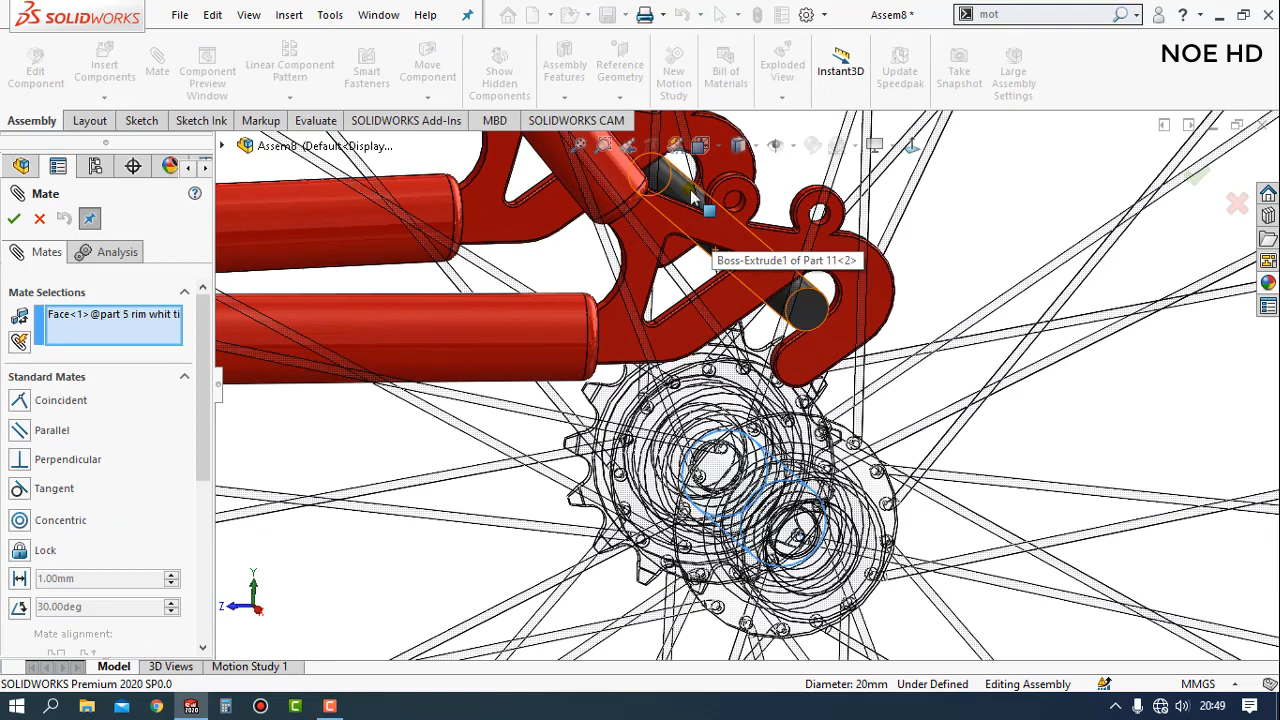 SOLIDWORKS
File Edit View Insert Tools Window Help
Assem8 *
mot
?
NOE HD
Edit Component
Insert Components
Mate
Component Preview Window
Linear Component Pattern
Smart Fasteners
Move Component
Show Hidden Components
Assembly Features
Reference Geometry
New Motion Study
Bill of Materials
Exploded View
Instant3D
Update Speedpak
Take Snapshot
Large Assembly Settings
Assembly Layout Sketch Sketch Ink Markup Evaluate SOLIDWORKS Add-Ins MBD SOLIDWORKS CAM
Assem8 (Default<Display...
Mate
Mates Analysis
Mate Selections
Face<1>@part 5 rim whit ti
Standard Mates
Coincident
Parallel
Perpendicular
Tangent
Concentric
Lock
1.00mm
30.00deg
Mate alignment:
Boss-Extrude1 of Part 11<2>
Y
Z
Model 3D Views Motion Study 1
SOLIDWORKS Premium 2020 SP0.0
Diameter: 20mm Under Defined Editing Assembly MMGS
20:49